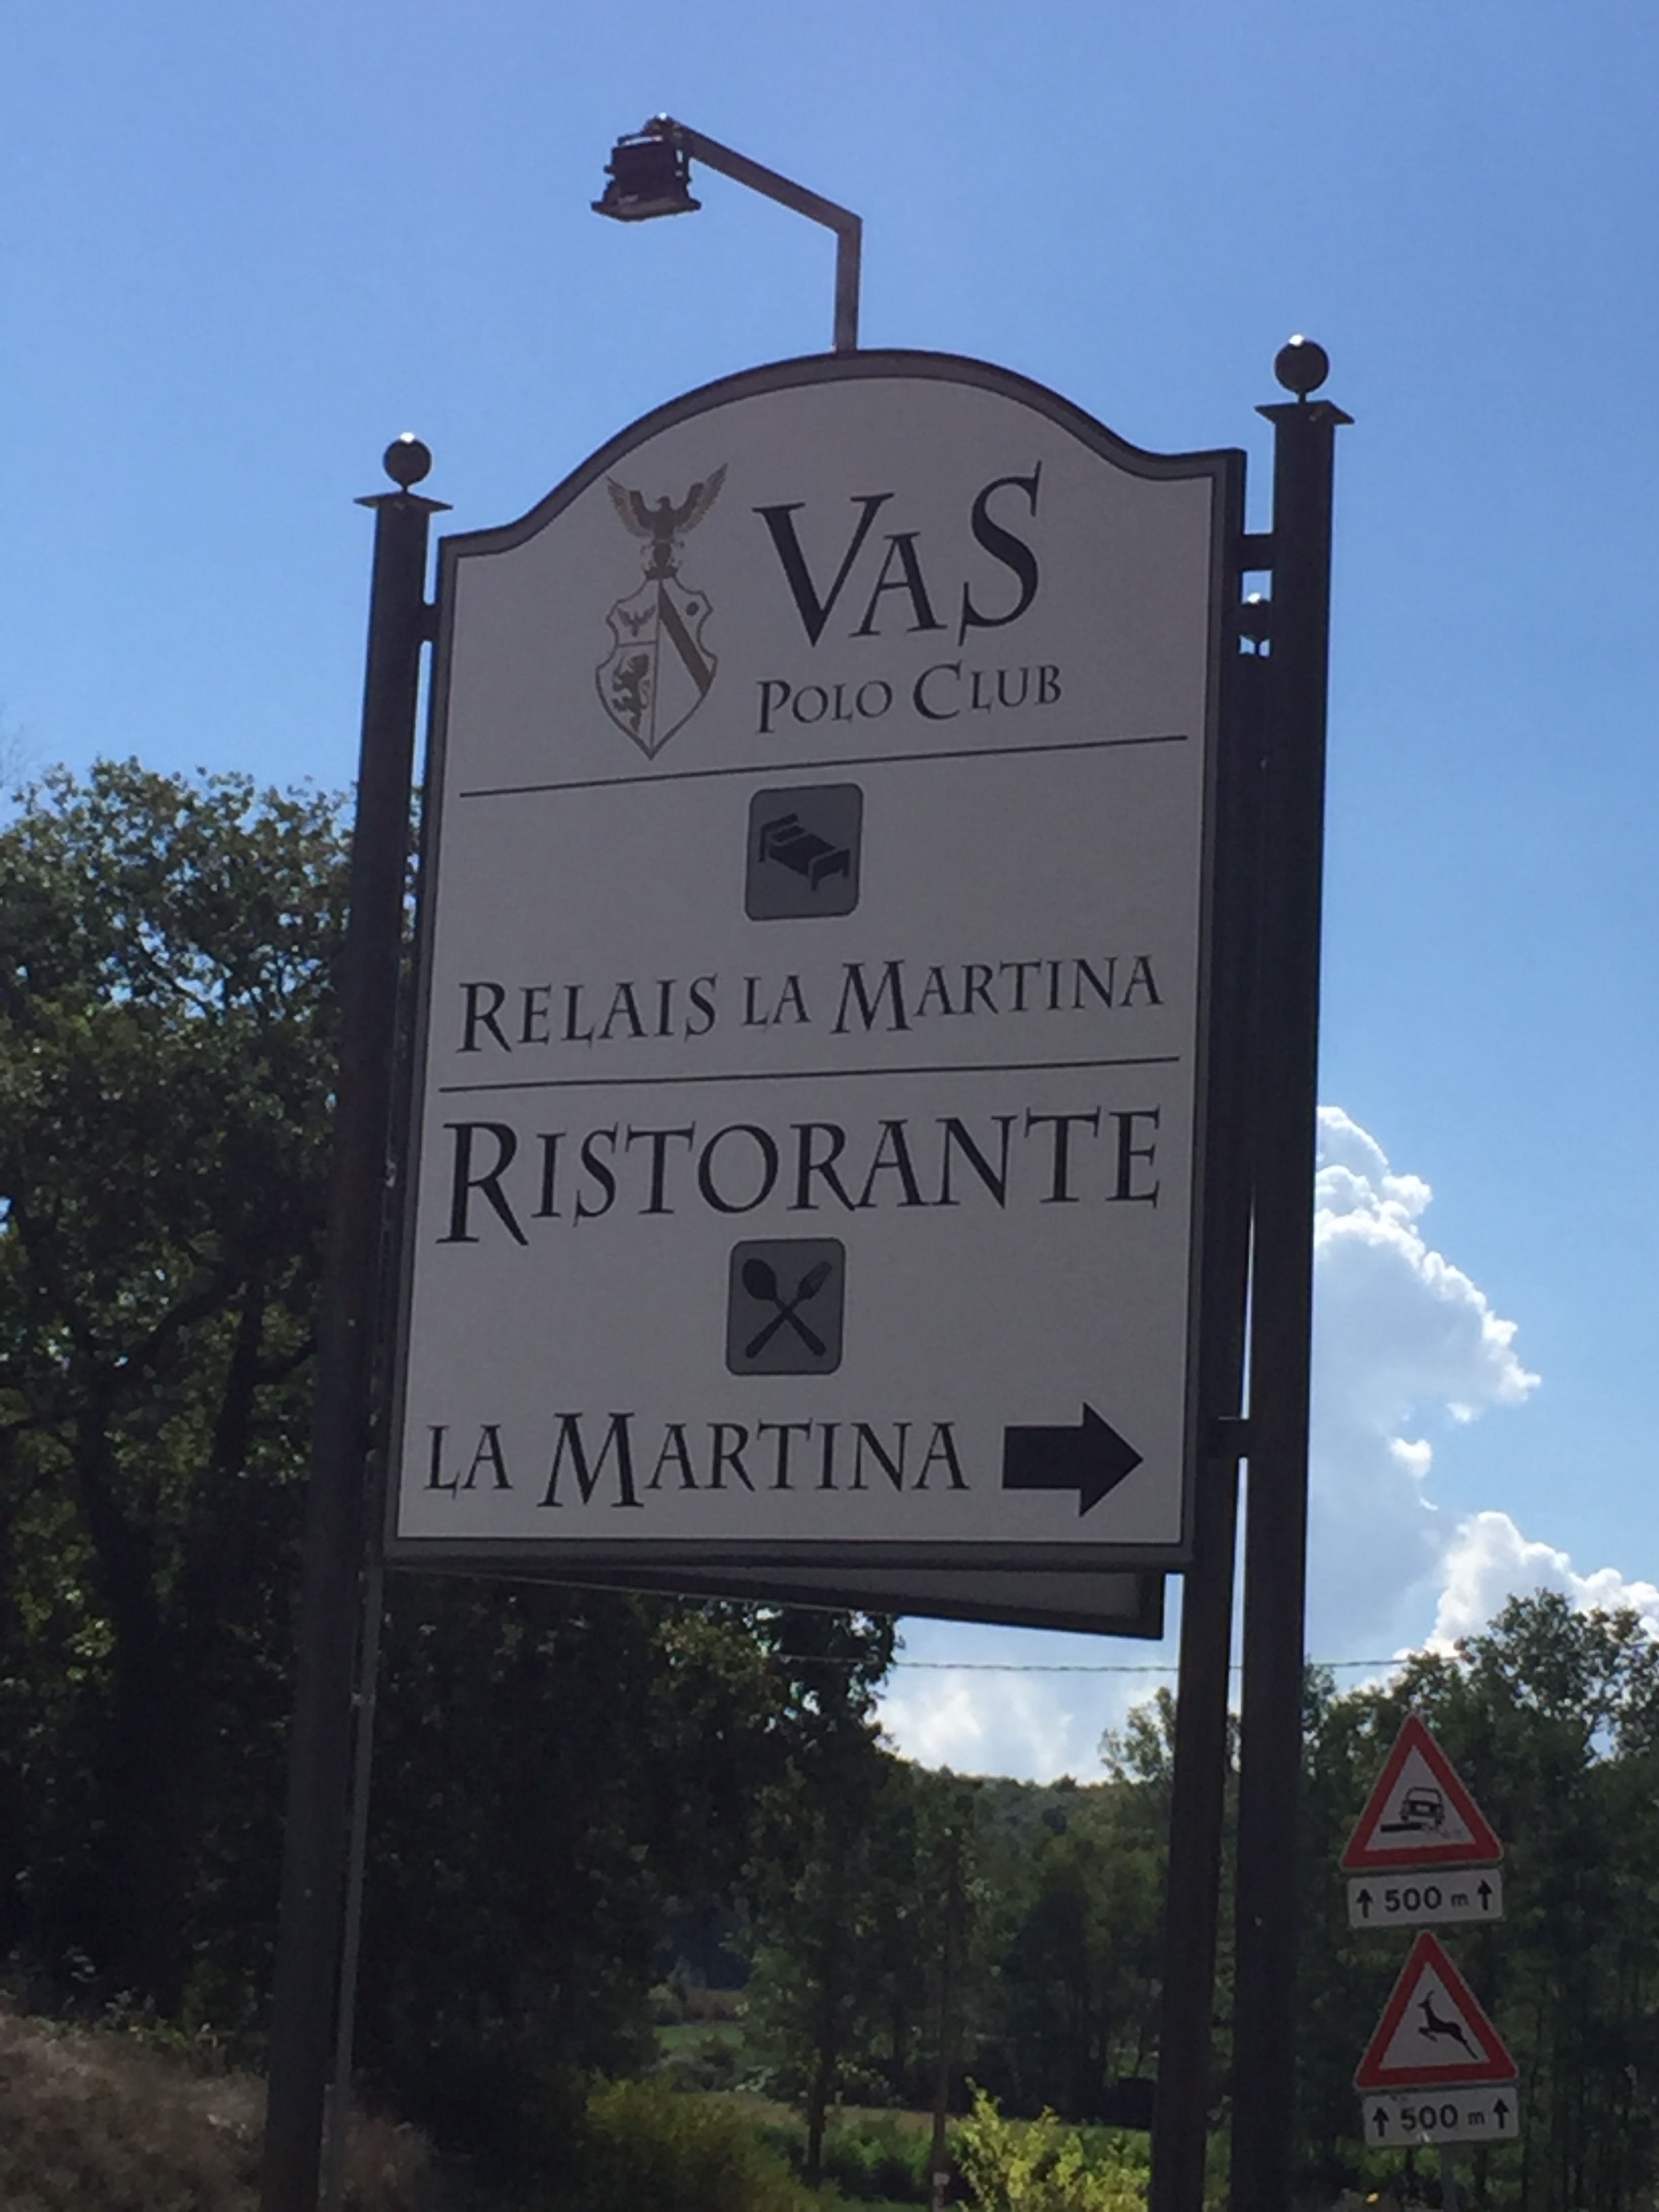 VAS
POLO CLUB
RELAIS LA MARTINA
RISTORANTE
LA MARTINA
↑ 500 m ↑
↑ 500 m ↑